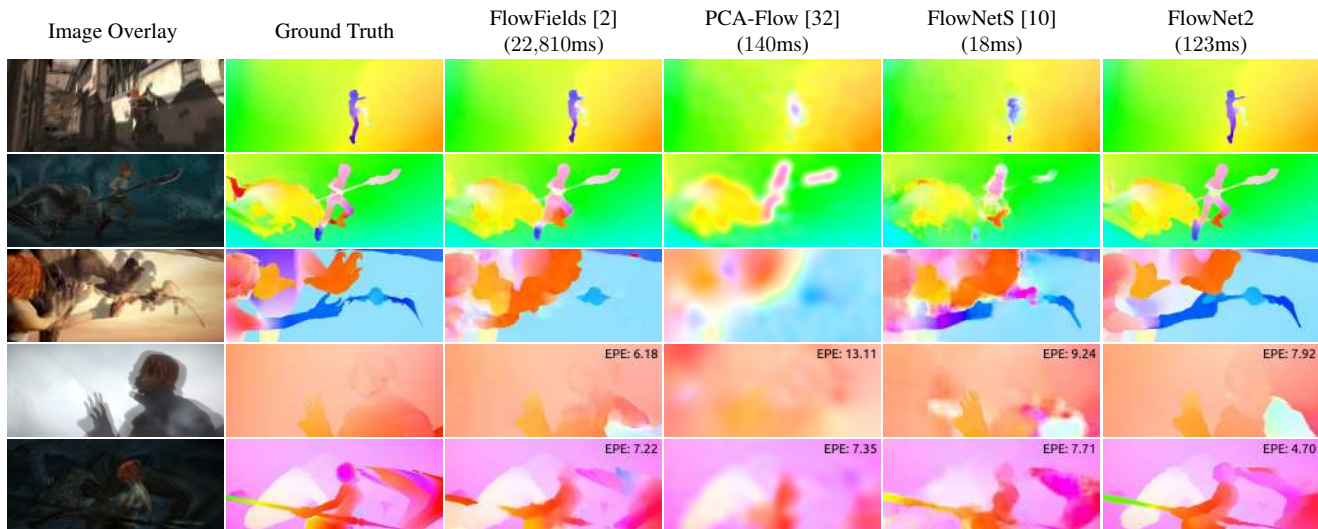 Image Overlay
Ground Truth
FlowFields [2]
(22,810ms)
PCA-Flow [32]
(140ms)
FlowNetS [10]
(18ms)
FlowNet2
(123ms)
EPE: 6.18
EPE: 13.11
EPE: 9.24
EPE: 7.92
EPE: 7.22
EPE: 7.35
EPE: 7.71
EPE: 4.70